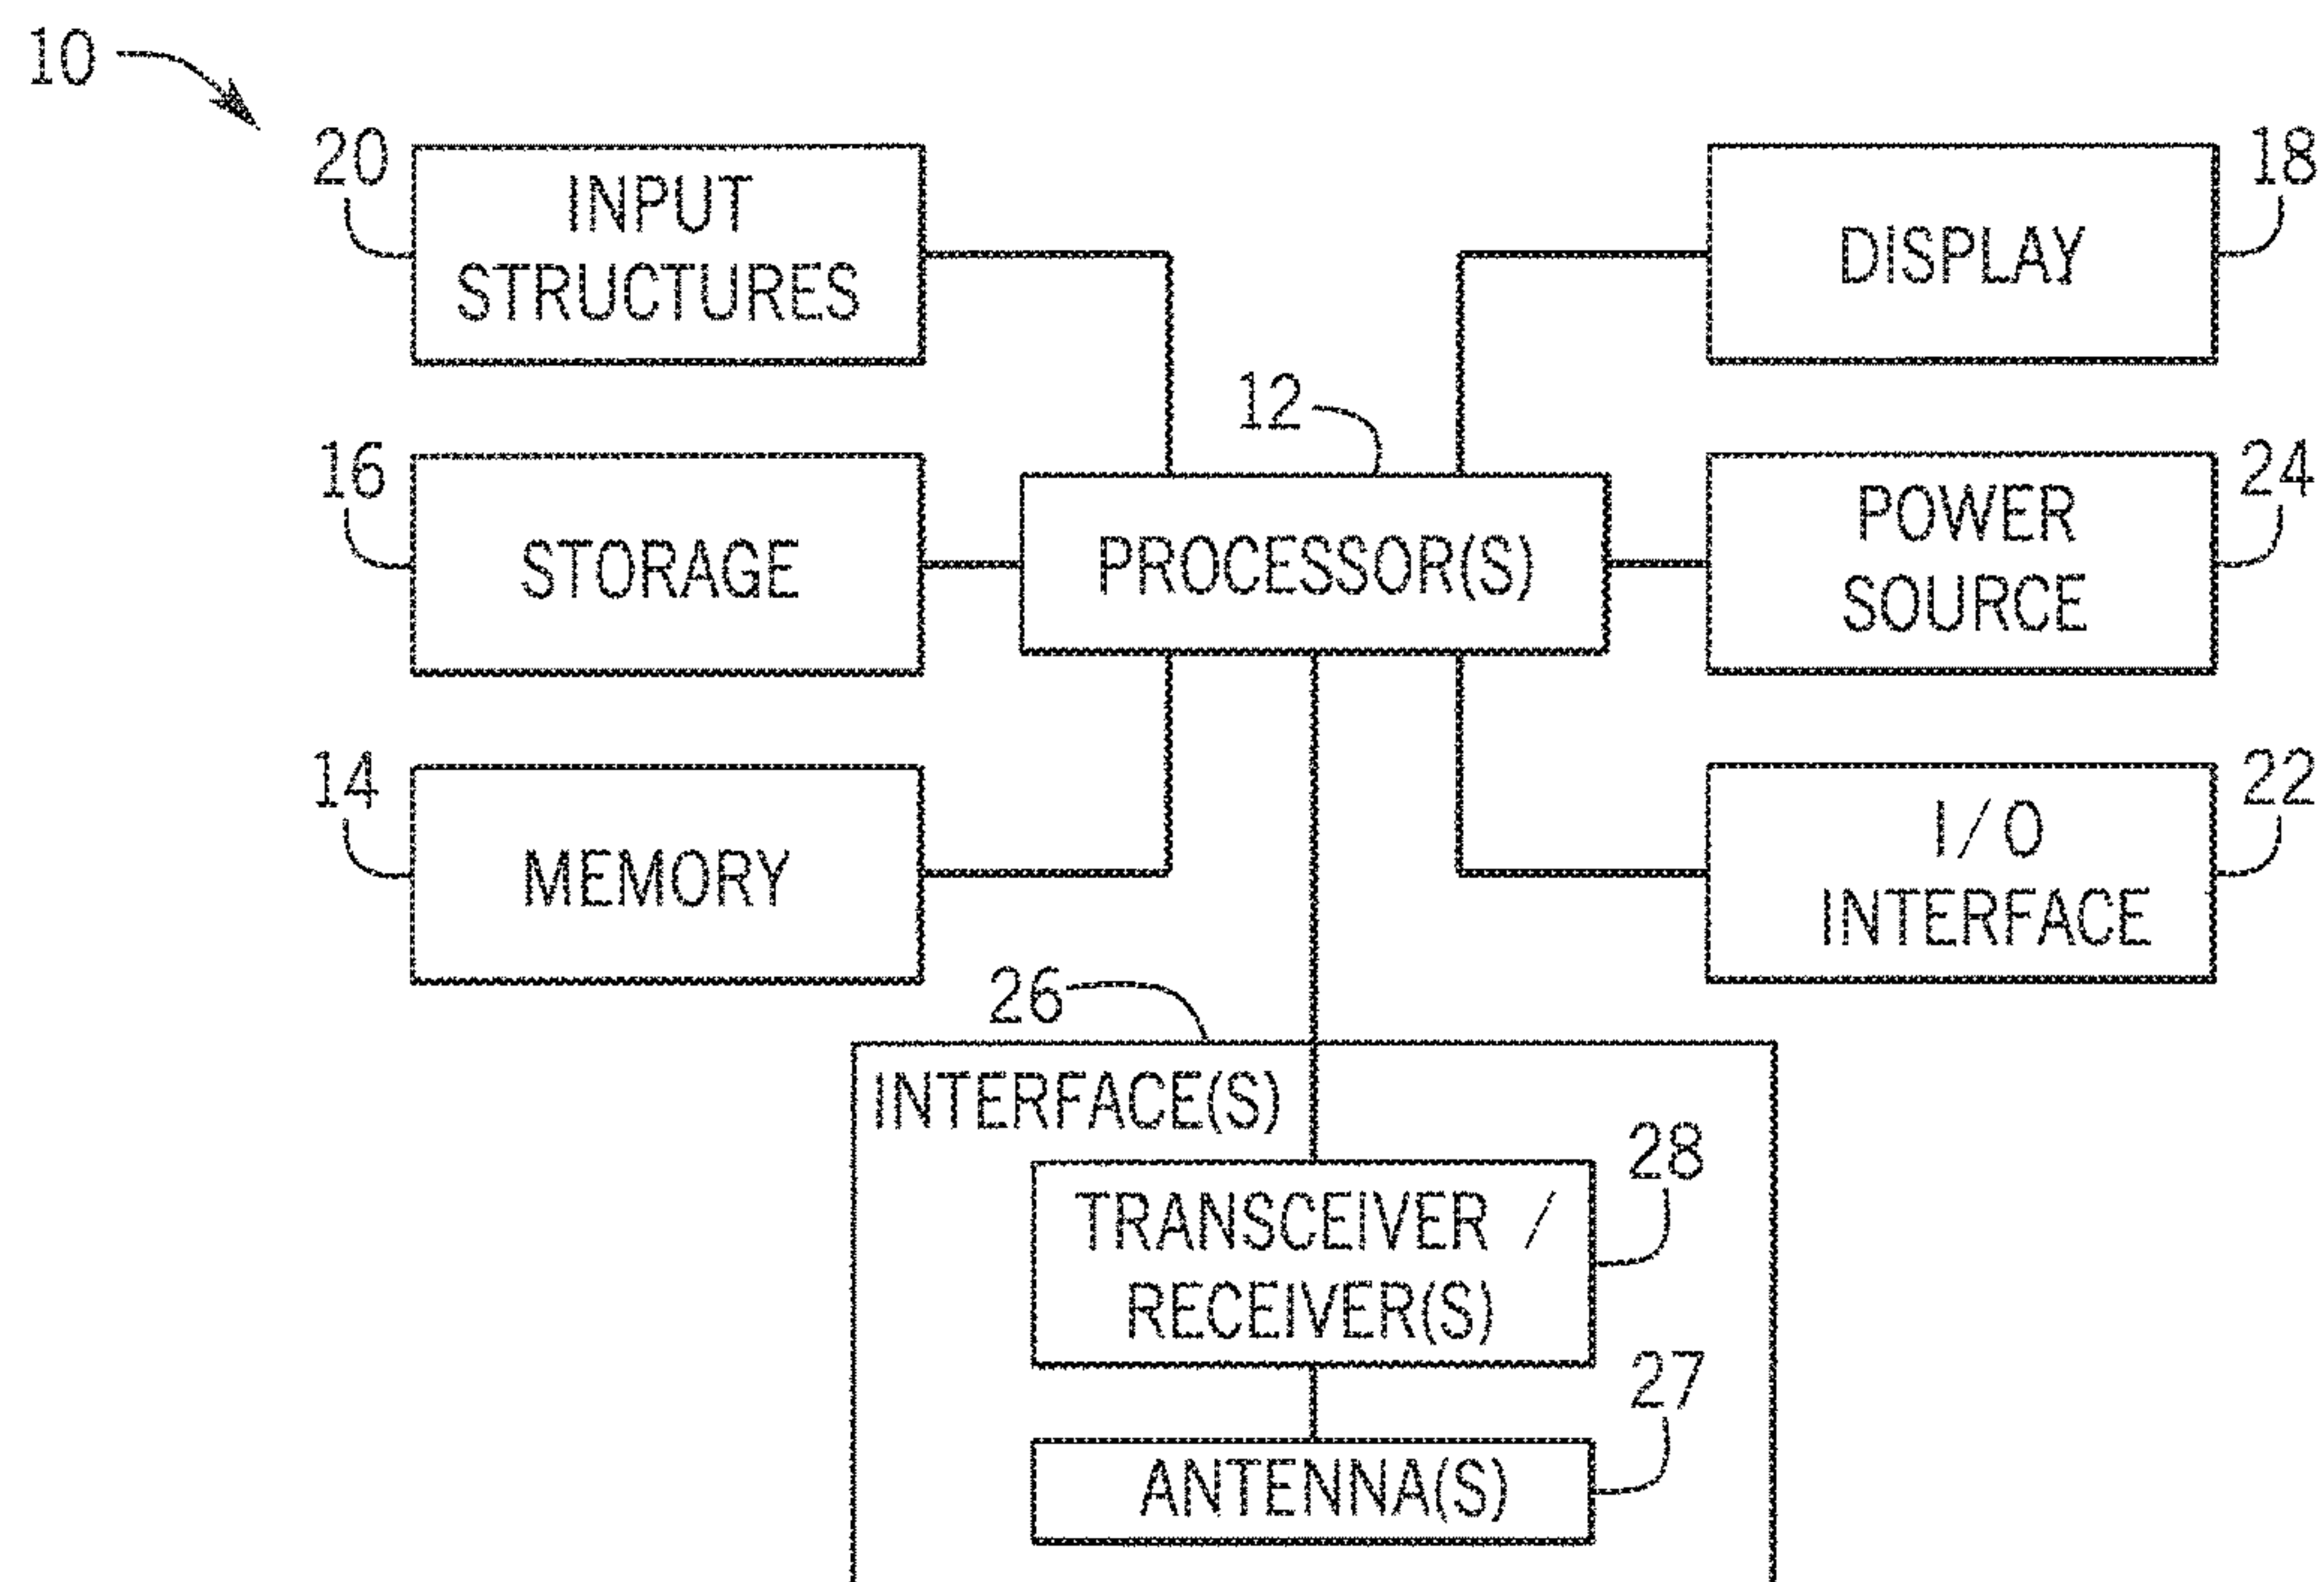 10
20
INPUT
STRUCTURES
18
DISPLAY
12
16
STORAGE
PROCESSOR(S)
24
POWER
SOURCE
14
MEMORY
22
I/O
INTERFACE
26
INTERFACE(S)
28
TRANSCEIVER /
RECEIVER(S)
27
ANTENNA(S)